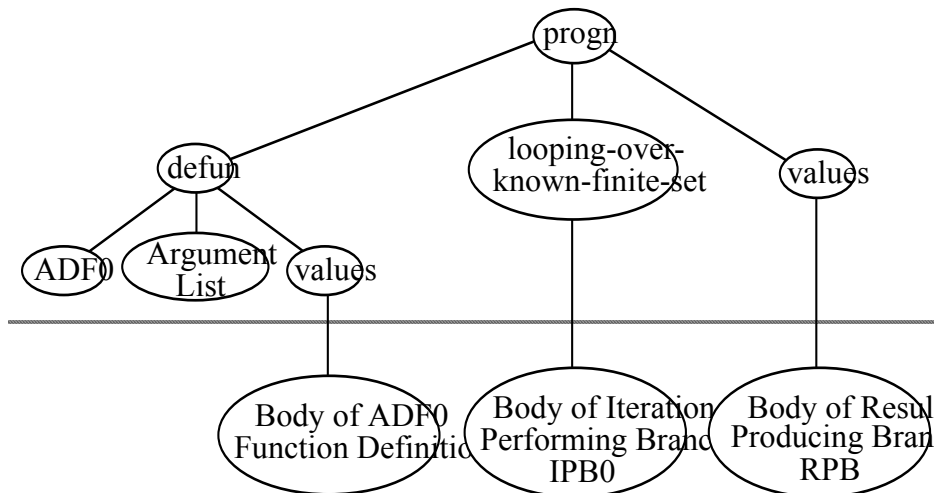 progn
defun
looping-over-
known-finite-set
values
ADF0
Argument
List
values
Body of ADF0
Function Definitio
Body of Iteration
Performing Branc
IPB0
Body of Resul
Producing Bran
RPB